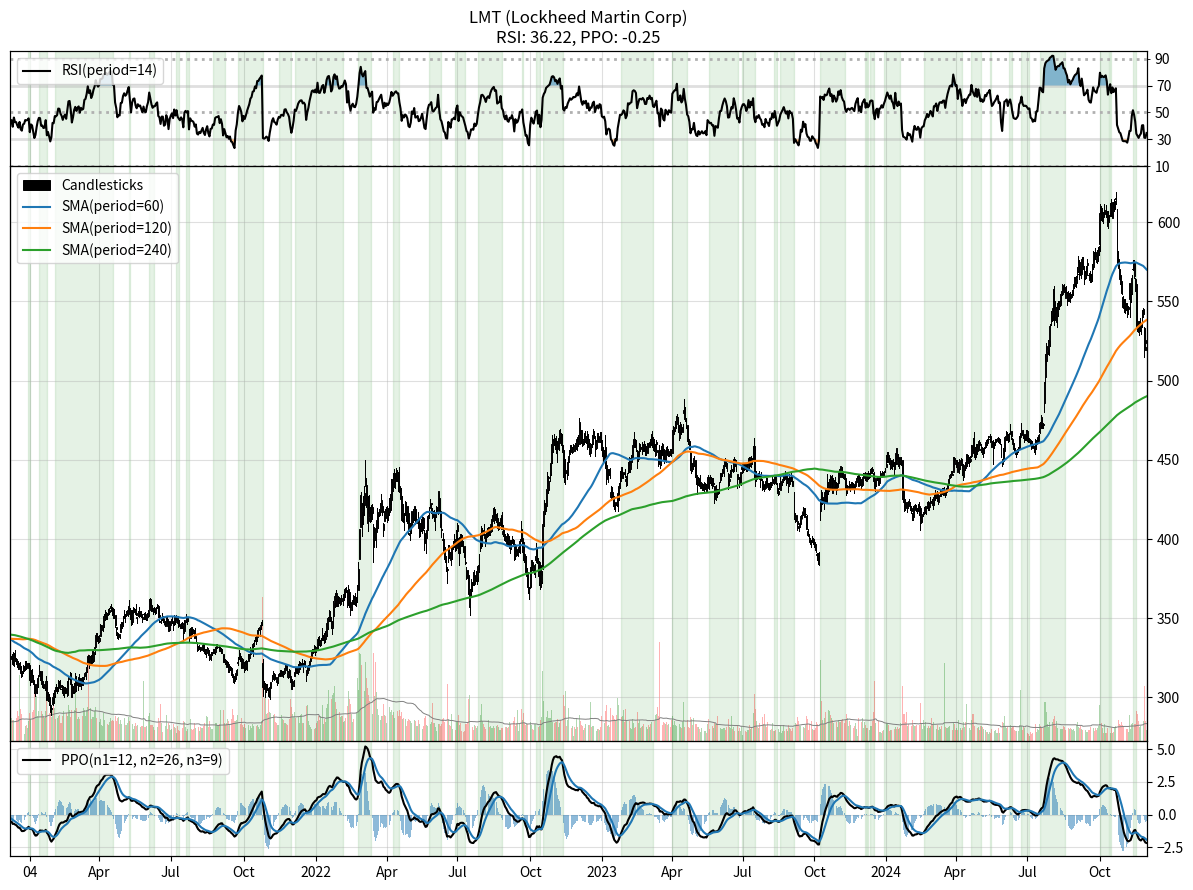 LMT (Lockheed Martin Corp)
RSI: 36.22, PPO: -0.25
RSI(period=14)
90
70
50
30
10
Candlesticks
SMA(period=60)
SMA(period=120)
SMA(period=240)
600
550
500
450
400
350
300
PPO(n1=12, n2=26, n3=9)
5.0
2.5
0.0
−2.5
04 Apr Jul Oct 2022 Apr Jul Oct 2023 Apr Jul Oct 2024 Apr Jul Oct